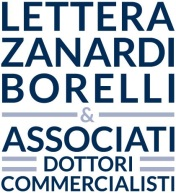 LETTERA
ZANARDI
BORELLI
&
ASSOCIATI
DOTTORI
COMMERCIALISTI